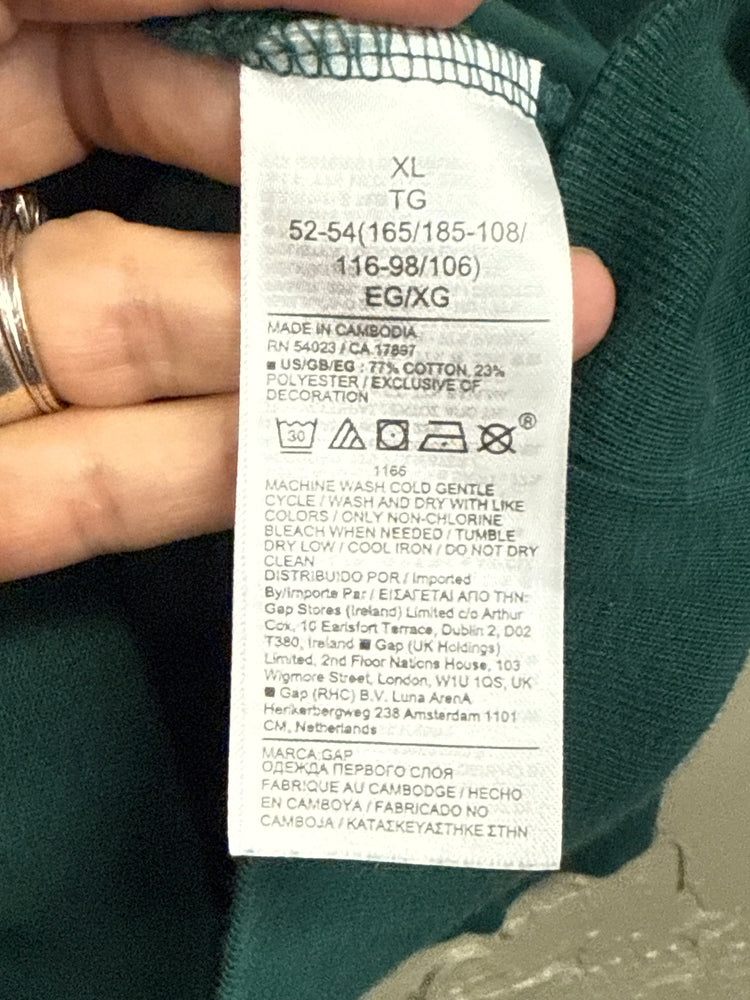 XL
TG
52-54(165/185-108/
116-98/106)
EG/XG
MADE IN CAMBODIA
RN 54023 / CA 17897
■ US/GB/EG : 77% COTTON, 23%
POLYESTER / EXCLUSIVE OF
DECORATION
30 ®
1166
MACHINE WASH COLD GENTLE
CYCLE / WASH AND DRY WITH LIKE
COLORS / ONLY NON-CHLORINE
BLEACH WHEN NEEDED / TUMBLE
DRY LOW / COOL IRON / DO NOT DRY
CLEAN
DISTRIBUIDO POR / Imported
By/Importe Par / ΕΙΣΑΓΕΤΑΙ ΑΠΟ ΤΗΝ:
Gap Stores (Ireland) Limited c/o Arthur
Cox, 10 Earlsfort Terrace, Dublin 2, D02
T380, Ireland ■ Gap (UK Holdings)
Limited, 2nd Floor Nations House, 103
Wigmore Street, London, W1U 1QS, UK
■ Gap (RHC) B.V. Luna ArenA
Herikerbergweg 238 Amsterdam 1101
CM, Netherlands
MARCA GAP
ОДЕЖДА ПЕРВОГО СЛОЯ
FABRIQUE AU CAMBODGE / HECHO
EN CAMBOYA / FABRICADO NO
CAMBOJA / ΚΑΤΑΣΚΕΥΑΣΤΗΚΕ ΣΤΗΝ